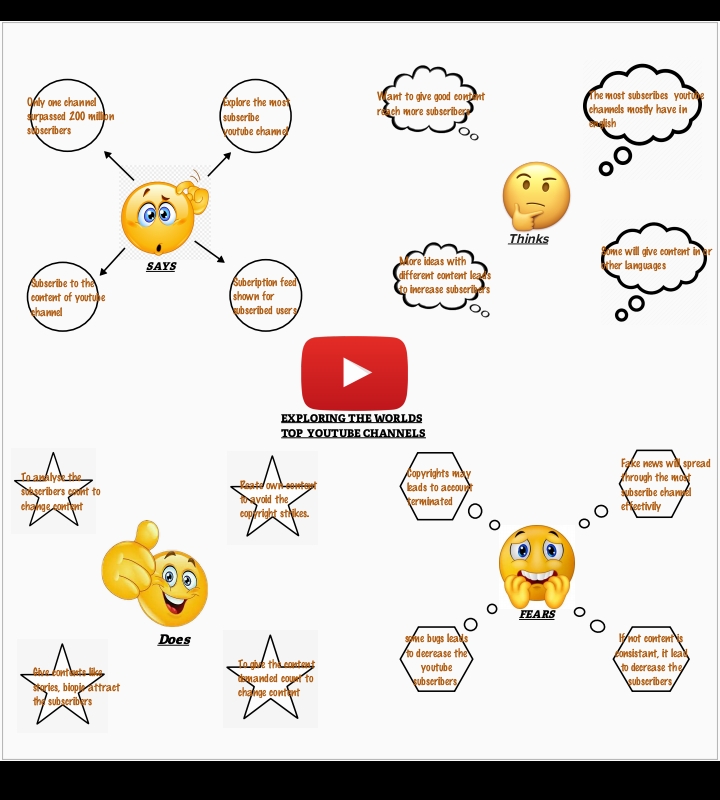 Only one channel
surpassed 200 million
subscribers
Explore the most
subscribe
youtube channel
SAYS
Subscribe to the
content of youtube
channel
Subcription feed
shown for
subscribed users
Want to give good content
reach more subscribers
The most subscribes youtube
channels mostly have in
english
Thinks
More ideas with
different content leads
to increase subscribers
Some will give content in or
other languages
EXPLORING THE WORLDS
TOP YOUTUBE CHANNELS
To analyse the
subscribers count to
change content
own content
to avoid the
copyright strikes.
Does
Give contents like
stories, biopic attract
the subscribers
To give the content
demanded count to
change content
Copyrights may
leads to account
terminated
Fake news will spread
through the most
subscribe channel
effectivily
FEARS
some bugs leads
to decrease the
youtube
subscribers
If not content is
consistant, it lead
to decrease the
subscribers